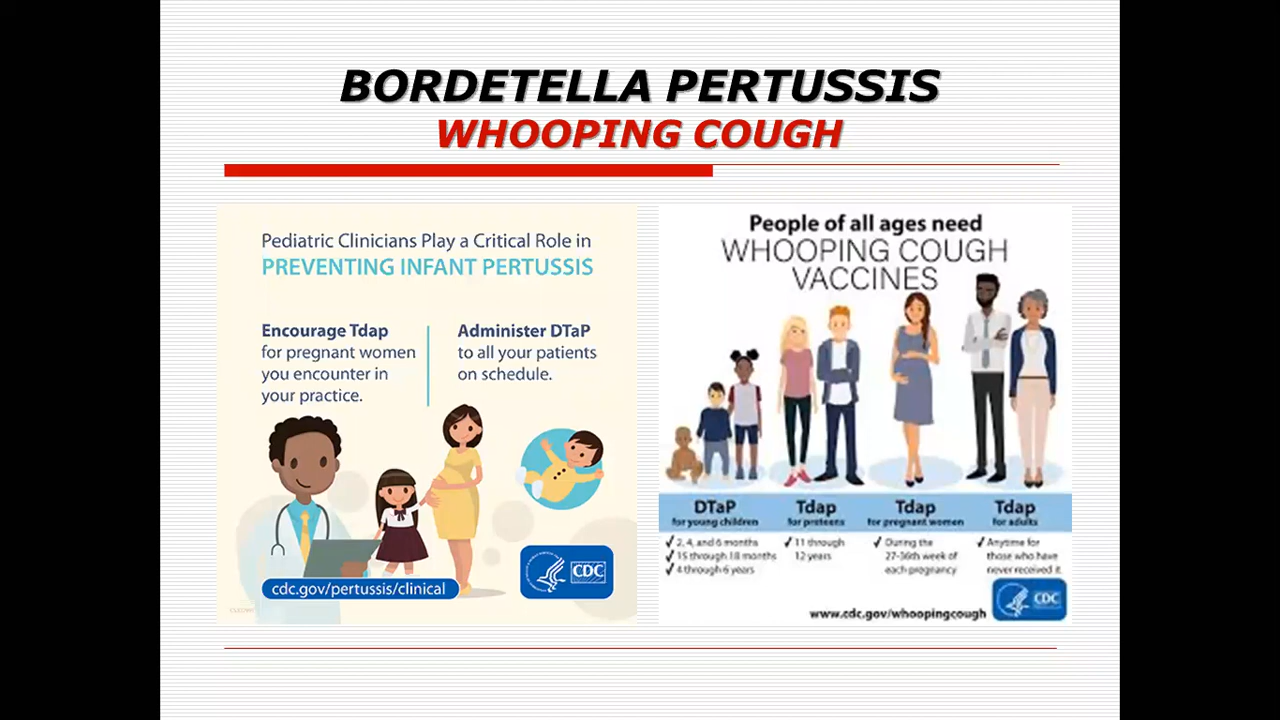 BORDETELLA PERTUSSIS
WHOOPING COUGH
Pediatric Clinicians Play a Critical Role in
PREVENTING INFANT PERTUSSIS
Encourage Tdap
for pregnant women
you encounter in
your practice.
Administer DTaP
to all your patients
on schedule.
cdc.gov/pertussis/clinical
CDC
People of all ages need
WHOOPING COUGH
VACCINES
DTaP
for young children
✓ 2, 4, and 6 months
✓ 15 through 18 months
✓ 4 through 6 years
Tdap
for preteens
✓ 11 through
12 years
Tdap
for pregnant women
✓ During the
27-36th week of
each pregnancy
Tdap
for adults
✓ Anytime for
those who have
never received it
www.cdc.gov/whoopingcough
CDC